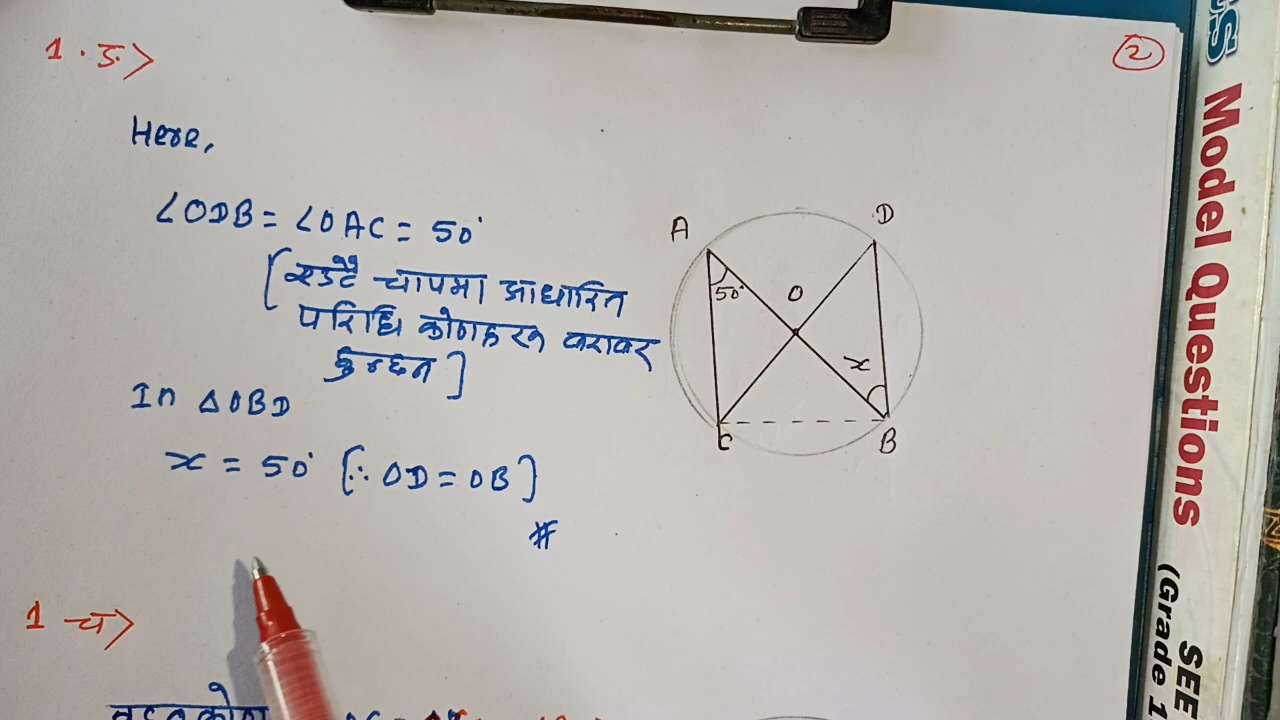 1.ङ>
2
Here,
∠ODB = ∠OAC = 50°
[एउटै चापमा आधारित
परिधि कोणहरू बराबर
हुन्छन]
In △OBD
x = 50° [∵ OD = OB]
#
A
D
50°
O
x
C
B
1 च>
Model Questions
SEE
(Grade 1